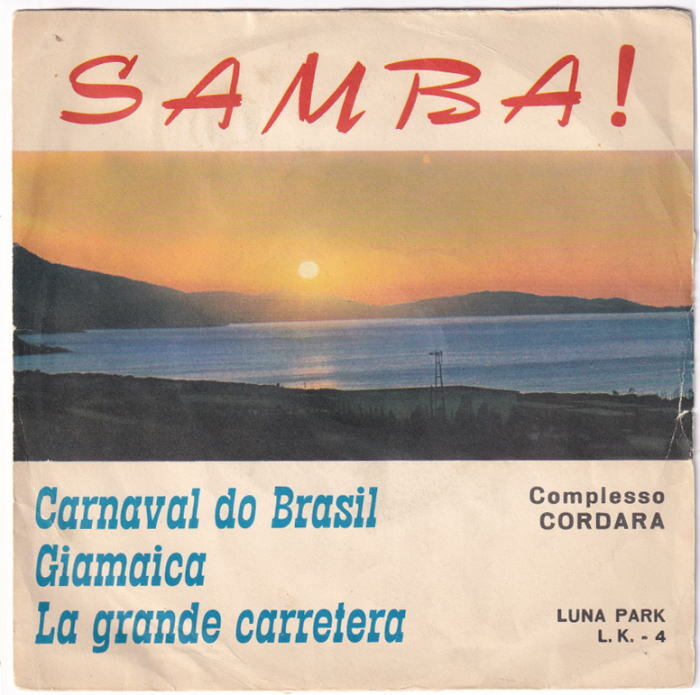 SAMBA!
Carnaval do Brasil
Giamaica
La grande carretera
Complesso
CORDARA
LUNA PARK
L. K. - 4